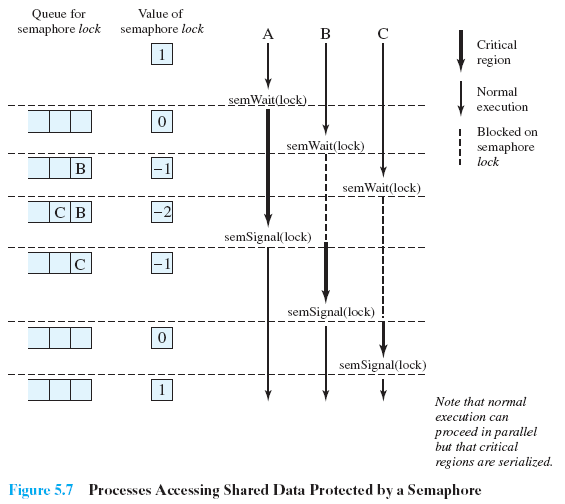 Queue for
semaphore lock
Value of
semaphore lock
A
B
C
1
Critical
region
Normal
execution
Blocked on
semaphore
lock
semWait(lock)
0
semWait(lock)
B
-1
semWait(lock)
C B
-2
semSignal(lock)
C
-1
semSignal(lock)
0
semSignal(lock)
1
Note that normal
execution can
proceed in parallel
but that critical
regions are serialized.
Figure 5.7 Processes Accessing Shared Data Protected by a Semaphore